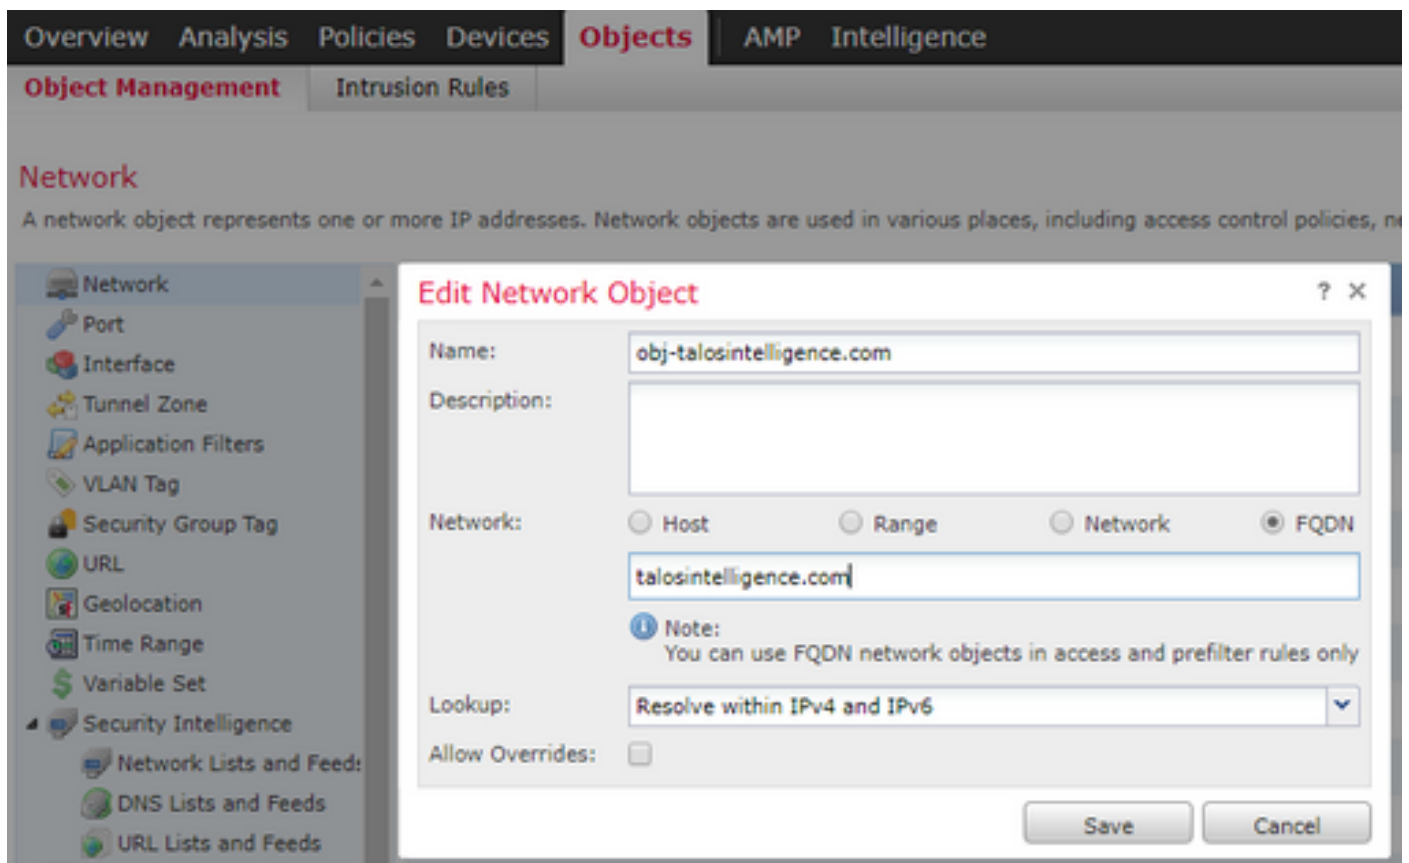 Overview Analysis Policies Devices Objects AMP Intelligence
Object Management Intrusion Rules
Network
A network object represents one or more IP addresses. Network objects are used in various places, including access control policies, ne
Network
Port
Interface
Tunnel Zone
Application Filters
VLAN Tag
Security Group Tag
URL
Geolocation
Time Range
Variable Set
Security Intelligence
Network Lists and Feeds
DNS Lists and Feeds
URL Lists and Feeds
Edit Network Object ?
Name: obj-talosintelligence.com
Description:
Network: Host Range Network FQDN
talosintelligence.com
Note:
You can use FQDN network objects in access and prefilter rules only
Lookup: Resolve within IPv4 and IPv6
Allow Overrides:
Save Cancel